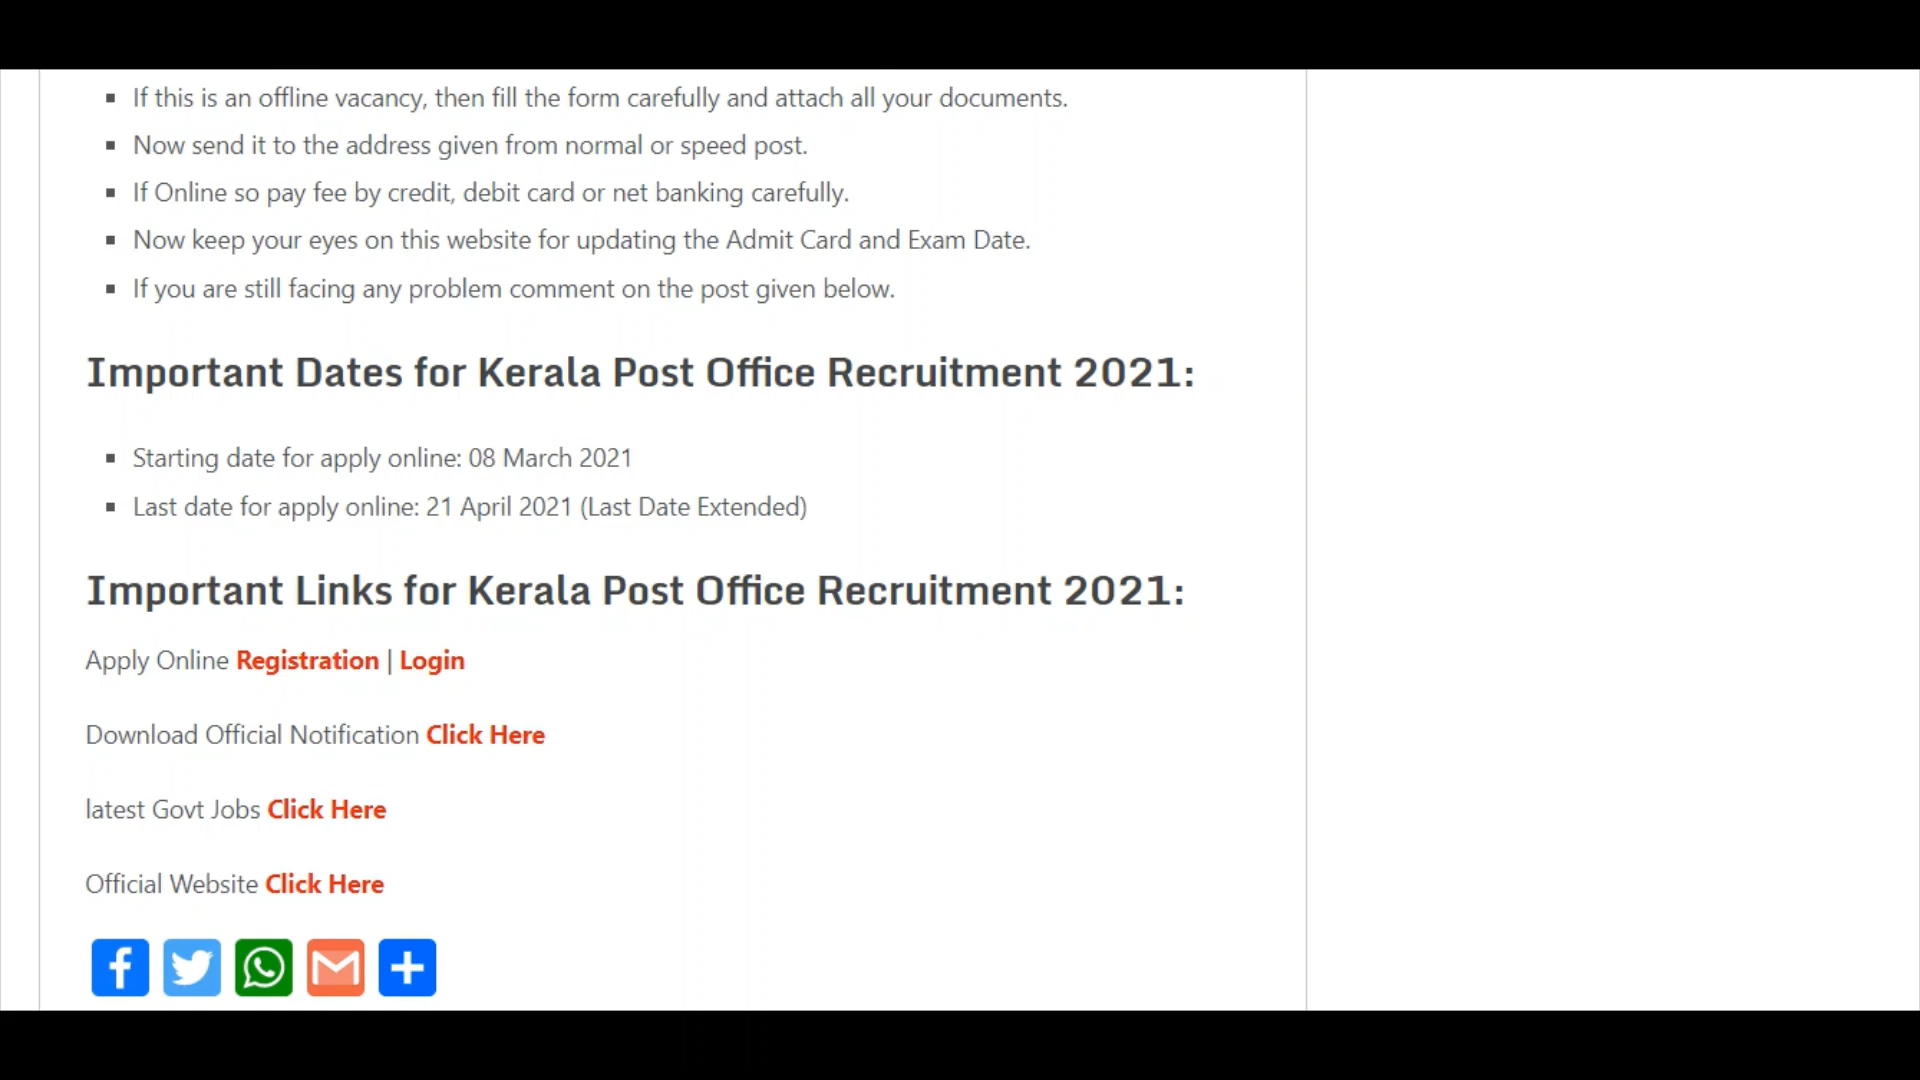 If this is an offline vacancy, then fill the form carefully and attach all your documents.
Now send it to the address given from normal or speed post.
If Online so pay fee by credit, debit card or net banking carefully.
Now keep your eyes on this website for updating the Admit Card and Exam Date.
If you are still facing any problem comment on the post given below.
Important Dates for Kerala Post Office Recruitment 2021:
Starting date for apply online: 08 March 2021
Last date for apply online: 21 April 2021 (Last Date Extended)
Important Links for Kerala Post Office Recruitment 2021:
Apply Online Registration | Login
Download Official Notification Click Here
latest Govt Jobs Click Here
Official Website Click Here